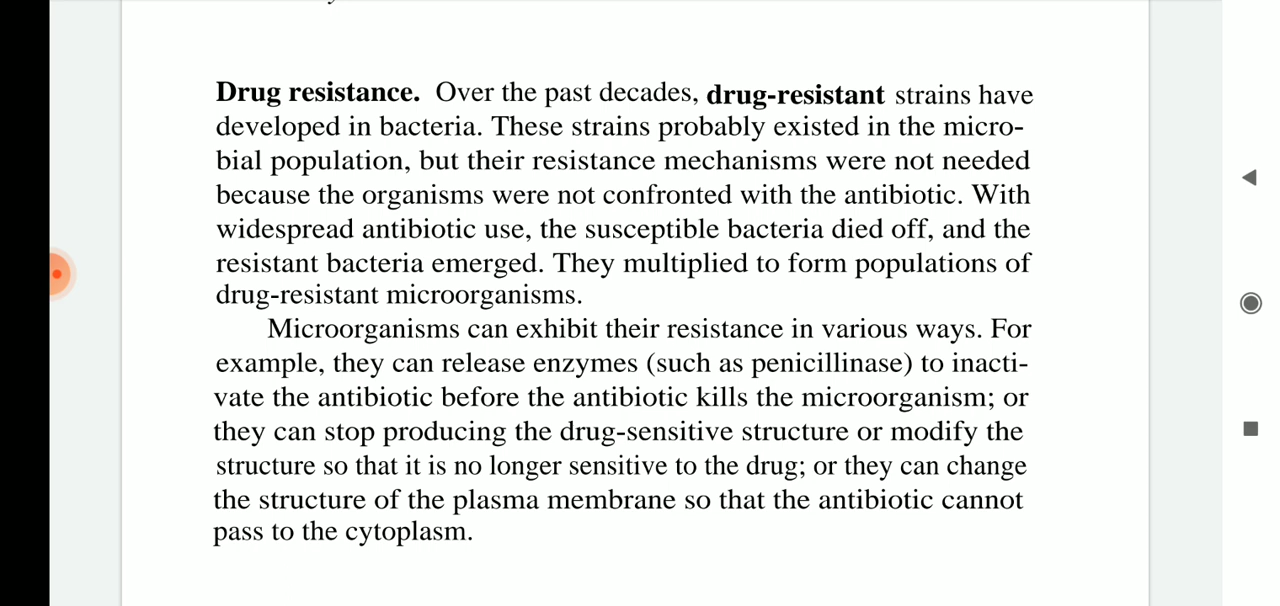 Drug resistance. Over the past decades, drug-resistant strains have
developed in bacteria. These strains probably existed in the micro-
bial population, but their resistance mechanisms were not needed
because the organisms were not confronted with the antibiotic. With
widespread antibiotic use, the susceptible bacteria died off, and the
resistant bacteria emerged. They multiplied to form populations of
drug-resistant microorganisms.
Microorganisms can exhibit their resistance in various ways. For
example, they can release enzymes (such as penicillinase) to inacti-
vate the antibiotic before the antibiotic kills the microorganism; or
they can stop producing the drug-sensitive structure or modify the
structure so that it is no longer sensitive to the drug; or they can change
the structure of the plasma membrane so that the antibiotic cannot
pass to the cytoplasm.